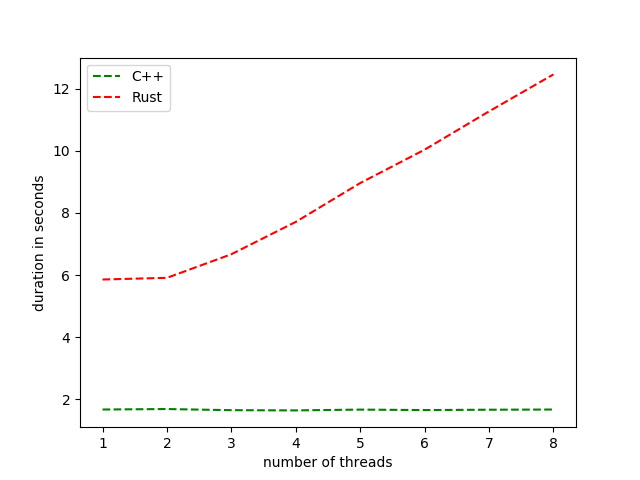 C++
Rust
12
10
8
6
4
2
duration in seconds
1 2 3 4 5 6 7 8
number of threads